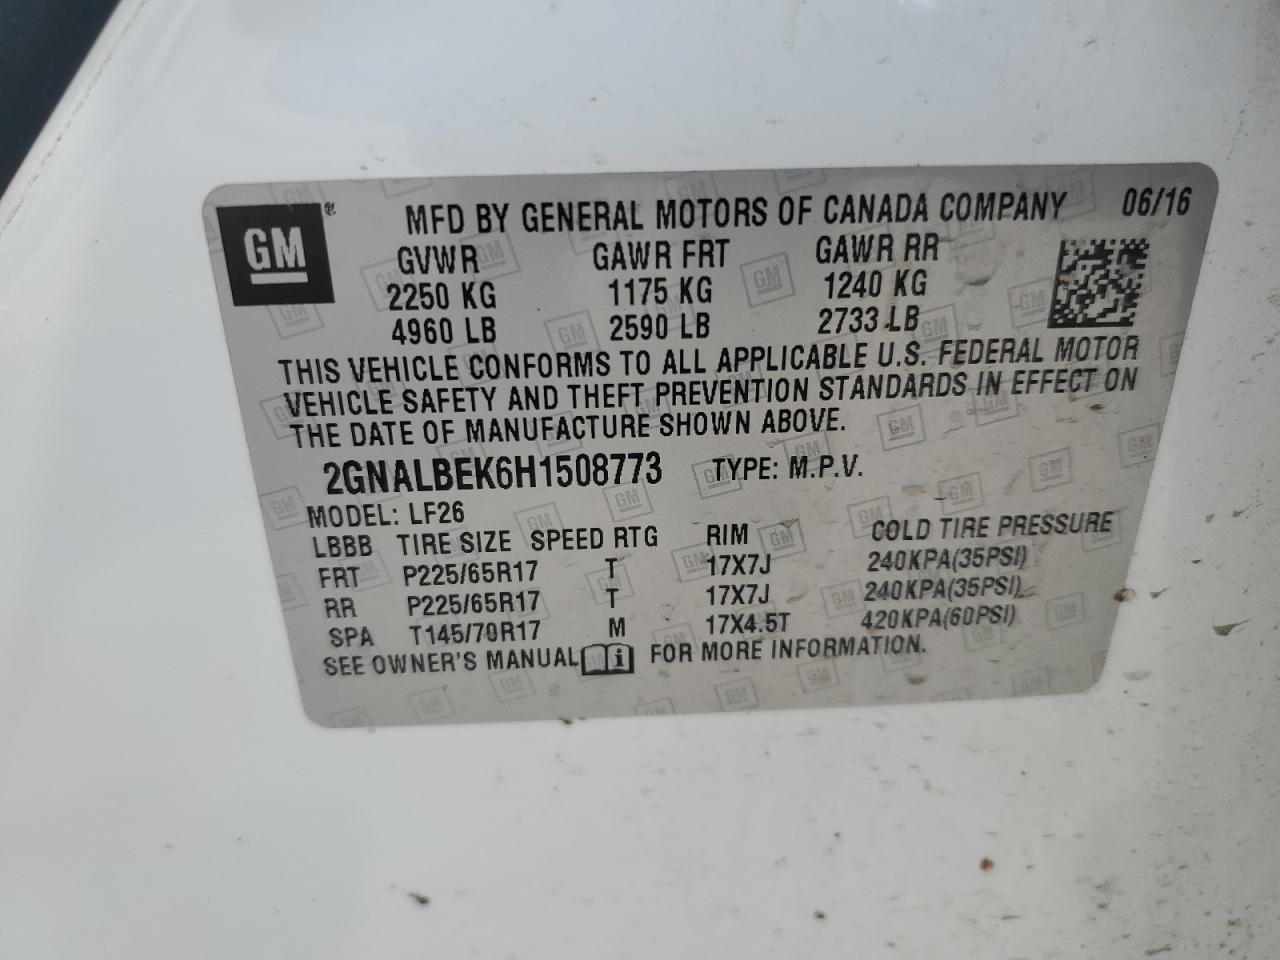 GM ® MFD BY GENERAL MOTORS OF CANADA COMPANY 06/16
GVWR GAWR FRT GAWR RR
2250 KG 1175 KG 1240 KG
4960 LB 2590 LB 2733 LB
THIS VEHICLE CONFORMS TO ALL APPLICABLE U.S. FEDERAL MOTOR
VEHICLE SAFETY AND THEFT PREVENTION STANDARDS IN EFFECT ON
THE DATE OF MANUFACTURE SHOWN ABOVE.
2GNALBEK6H1508773 TYPE: M.P.V.
MODEL: LF26
LBBB TIRE SIZE SPEED RTG RIM COLD TIRE PRESSURE
FRT P225/65R17 T 17X7J 240KPA(35PSI)
RR P225/65R17 T 17X7J 240KPA(35PSI)
SPA T145/70R17 M 17X4.5T 420KPA(60PSI)
SEE OWNER'S MANUAL i FOR MORE INFORMATION.